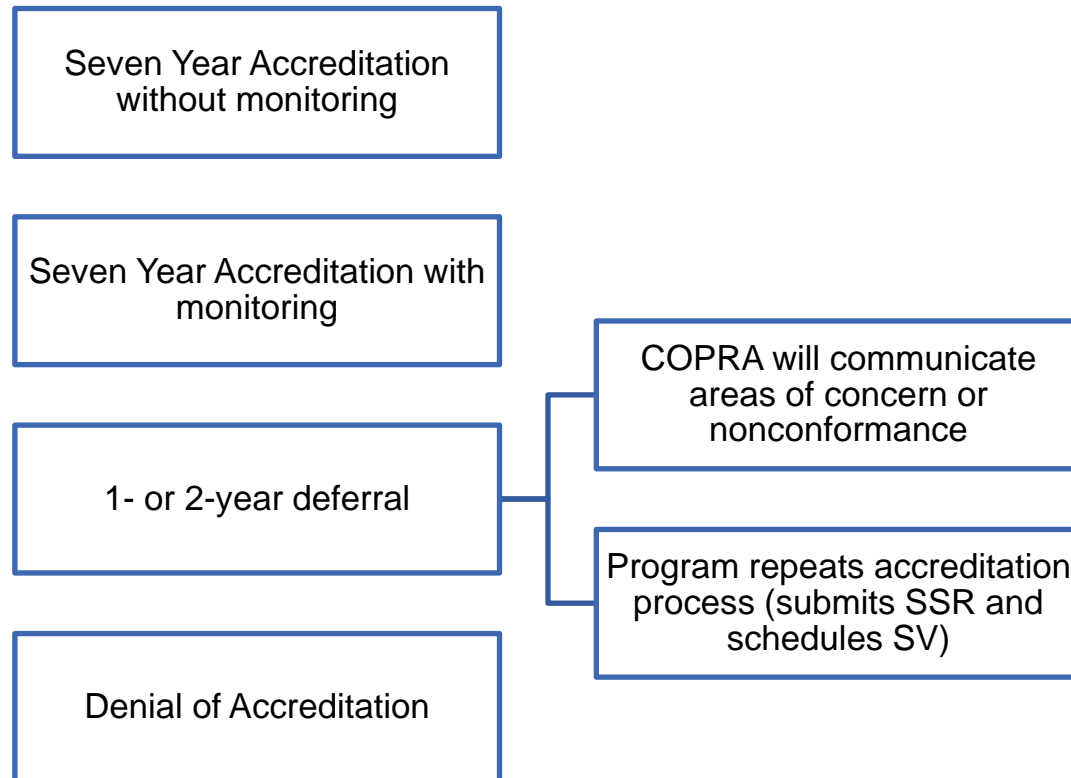 Seven Year Accreditation
without monitoring
Seven Year Accreditation with
monitoring
1- or 2-year deferral
COPRA will communicate
areas of concern or
nonconformance
Program repeats accreditation
process (submits SSR and
schedules SV)
Denial of Accreditation